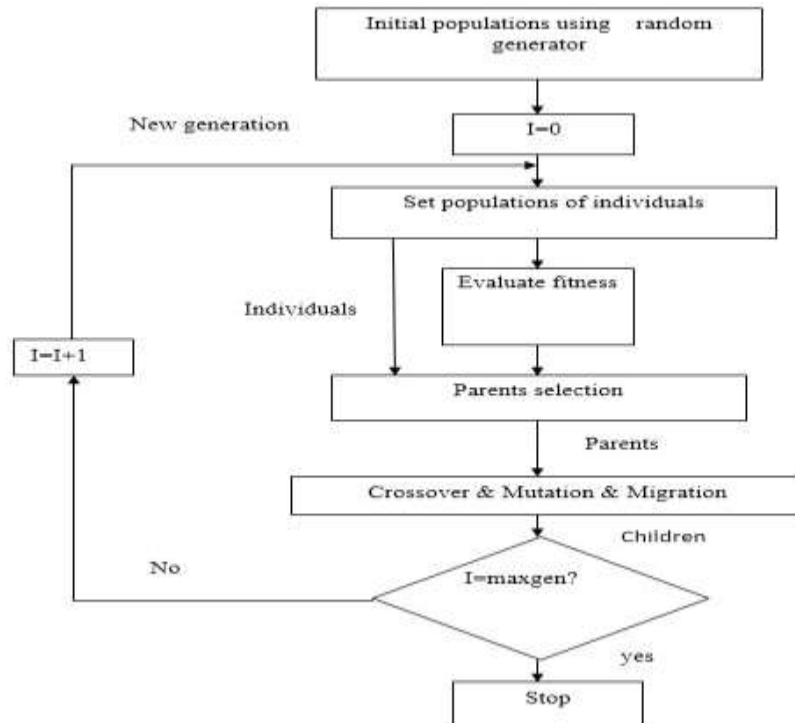 Initial populations using random
generator
New generation
I=0
Set populations of individuals
Evaluate fitness
Individuals
I=I+1
Parents selection
Parents
Crossover & Mutation & Migration
Children
No
I=maxgen?
yes
Stop